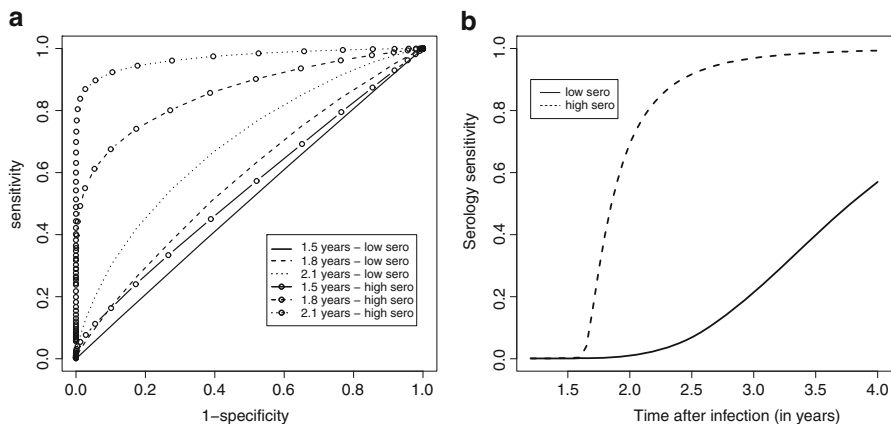 a
sensitivity
1.0
0.8
0.6
0.4
0.2
0.0
1.5 years – low sero
1.8 years – low sero
2.1 years – low sero
1.5 years – high sero
1.8 years – high sero
2.1 years – high sero
0.0 0.2 0.4 0.6 0.8 1.0
1–specificity
b
Serology sensitivity
1.0
0.8
0.6
0.4
0.2
0.0
low sero
high sero
1.5 2.0 2.5 3.0 3.5 4.0
Time after infection (in years)